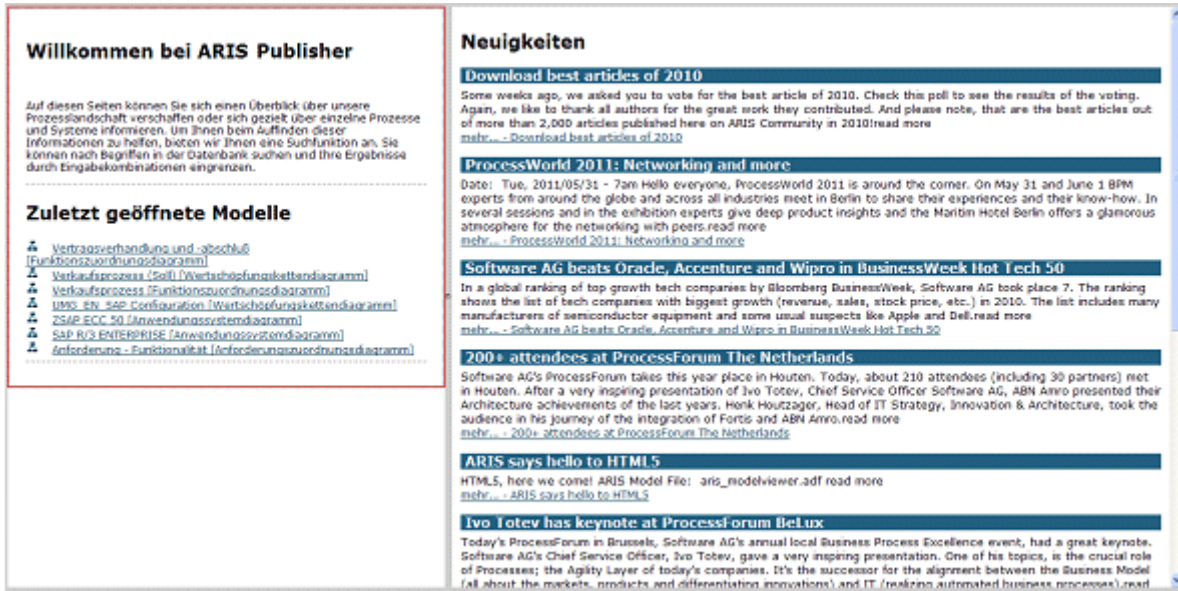 Willkommen bei ARIS Publisher
Auf diesen Seiten können Sie sich einen Überblick über unsere
Prozesslandschaft verschaffen oder sich gezielt über einzelne Prozesse
und Systeme informieren. Um Ihnen beim Auffinden dieser
Informationen zu helfen, bieten wir Ihnen eine Suchfunktion an. Sie
können nach Begriffen in der Datenbank suchen und Ihre Ergebnisse
durch Eingabekombinationen eingrenzen.
Zuletzt geöffnete Modelle
Vertragsverhandlung und -abschluß
[Funktionszuordnungsdiagramm]
Verkaufsprozess (Soll) [Wertschöpfungskettendiagramm]
Verkaufsprozess [Funktionszuordnungsdiagramm]
UMG_EN_SAP Configuration [Wertschöpfungskettendiagramm]
ZSAP ECC 50 [Anwendungssystemdiagramm]
SAP R/3 ENTERPRISE [Anwendungssystemdiagramm]
Anforderung - Funktionalität [Anforderungszuordnungsdiagramm]
Neuigkeiten
Download best articles of 2010
Some weeks ago, we asked you to vote for the best article of 2010. Check this poll to see the results of the voting.
Again, we like to thank all authors for the great work they contributed. And please note, that are the best articles out
of more than 2,000 articles published here on ARIS Community in 2010!read more
mehr... - Download best articles of 2010
ProcessWorld 2011: Networking and more
Date: Tue, 2011/05/31 - 7am Hello everyone, ProcessWorld 2011 is around the corner. On May 31 and June 1 BPM
experts from around the globe and across all industries meet in Berlin to share their experiences and their know-how. In
several sessions and in the exhibition experts give deep product insights and the Maritim Hotel Berlin offers a glamorous
atmosphere for the networking with peers.read more
mehr... - ProcessWorld 2011: Networking and more
Software AG beats Oracle, Accenture and Wipro in BusinessWeek Hot Tech 50
In a global ranking of top growth tech companies by Bloomberg BusinessWeek, Software AG took place 7. The ranking
shows the list of tech companies with biggest growth (revenue, sales, stock price, etc.) in 2010. The list includes many
manufacturers of semiconductor equipment and some usual suspects like Apple and Dell.read more
mehr... - Software AG beats Oracle, Accenture and Wipro in BusinessWeek Hot Tech 50
200+ attendees at ProcessForum The Netherlands
Software AG's ProcessForum takes this year place in Houten. Today, about 210 attendees (including 30 partners) met
in Houten. After a very inspiring presentation of Ivo Totev, Chief Service Officer Software AG, ABN Amro presented their
Architecture achievements of the last years. Henk Houtzager, Head of IT Strategy, Innovation & Architecture, took the
audience in his journey of the integration of Fortis and ABN Amro.read more
mehr... - 200+ attendees at ProcessForum The Netherlands
ARIS says hello to HTML5
HTML5, here we come! ARIS Model File: aris_modelviewer.adf read more
mehr... - ARIS says hello to HTML5
Ivo Totev has keynote at ProcessForum BeLux
Today's ProcessForum in Brussels, Software AG's annual local Business Process Excellence event, had a great keynote.
Software AG's Chief Service Officer, Ivo Totev, gave a very inspiring presentation. One of his topics, is the crucial role
of Processes; the Agility Layer of today's companies. It's the successor for the alignment between the Business Model
(all about the markets, products and differentiating innovations) and IT (realizing automated business processes).read